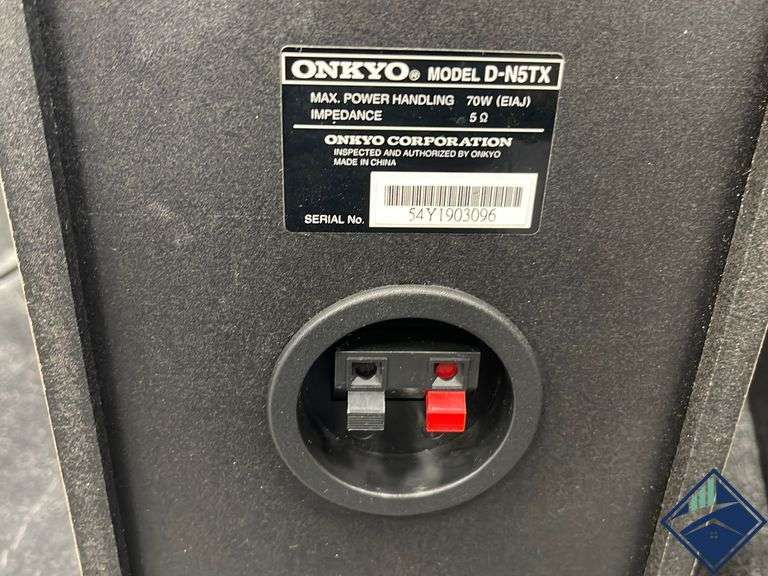 ONKYO® MODEL D-N5TX
MAX. POWER HANDLING 70W (EIAJ)
IMPEDANCE 5 Ω
ONKYO CORPORATION
INSPECTED AND AUTHORIZED BY ONKYO
MADE IN CHINA
SERIAL No. 54Y1903096